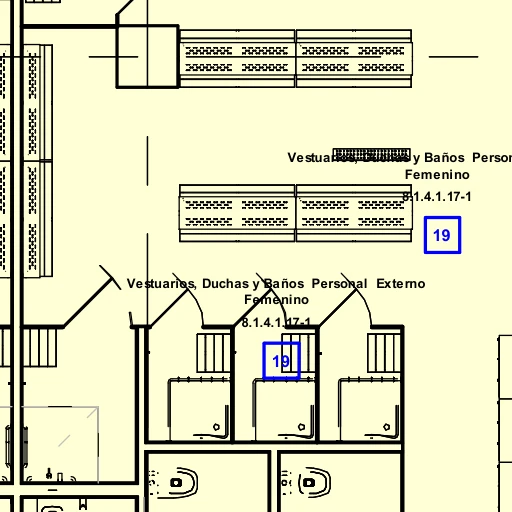 Vestuarios, Duchas y Baños Person
Femenino
8.1.4.1.17-1
19
Vestuarios, Duchas y Baños Personal Externo
Femenino
8.1.4.1.17-1
19